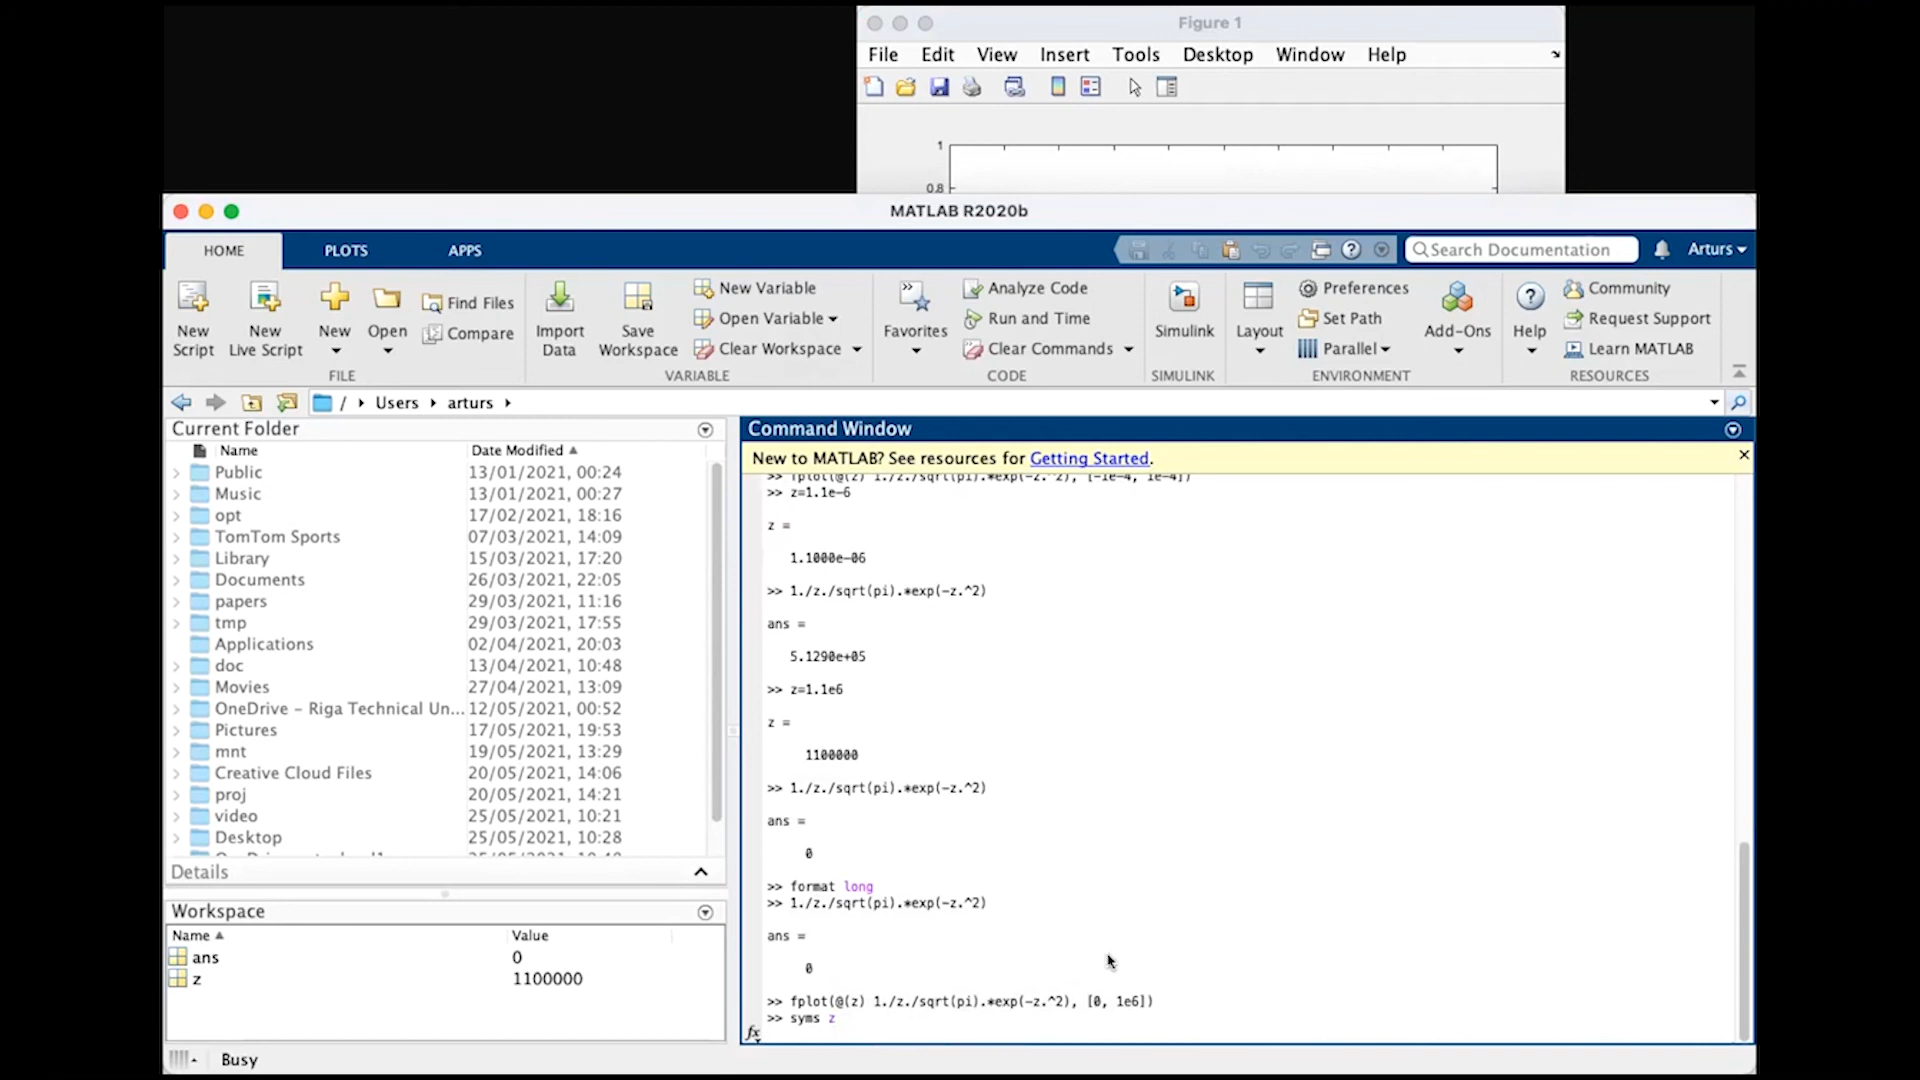 Figure 1
File Edit View Insert Tools Desktop Window Help
1
0.8
MATLAB R2020b
HOME PLOTS APPS
Search Documentation
Arturs
New Script
New Live Script
New
Open
Find Files
Compare
Import Data
Save Workspace
New Variable
Open Variable
Clear Workspace
Favorites
Analyze Code
Run and Time
Clear Commands
Simulink
Layout
Preferences
Set Path
Parallel
Add-Ons
Help
Community
Request Support
Learn MATLAB
FILE VARIABLE CODE SIMULINK ENVIRONMENT RESOURCES
/ Users arturs
Current Folder
Name Date Modified
Public 13/01/2021, 00:24
Music 13/01/2021, 00:27
opt 17/02/2021, 18:16
TomTom Sports 07/03/2021, 14:09
Library 15/03/2021, 17:20
Documents 26/03/2021, 22:05
papers 29/03/2021, 11:16
tmp 29/03/2021, 17:55
Applications 02/04/2021, 20:03
doc 13/04/2021, 10:48
Movies 27/04/2021, 13:09
OneDrive – Riga Technical Un... 12/05/2021, 00:52
Pictures 17/05/2021, 19:53
mnt 19/05/2021, 13:29
Creative Cloud Files 20/05/2021, 14:06
proj 20/05/2021, 14:21
video 25/05/2021, 10:21
Desktop 25/05/2021, 10:28
Details
Workspace
Name Value
ans 0
z 1100000
Busy
Command Window
New to MATLAB? See resources for Getting Started.
>> fplot(@(z) 1./z./sqrt(pi).*exp(-z.^2), [-1e-4, 1e-4])
>> z=1.1e-6
z =
1.1000e-06
>> 1./z./sqrt(pi).*exp(-z.^2)
ans =
5.1290e+05
>> z=1.1e6
z =
1100000
>> 1./z./sqrt(pi).*exp(-z.^2)
ans =
0
>> format long
>> 1./z./sqrt(pi).*exp(-z.^2)
ans =
0
>> fplot(@(z) 1./z./sqrt(pi).*exp(-z.^2), [0, 1e6])
>> syms z
fx